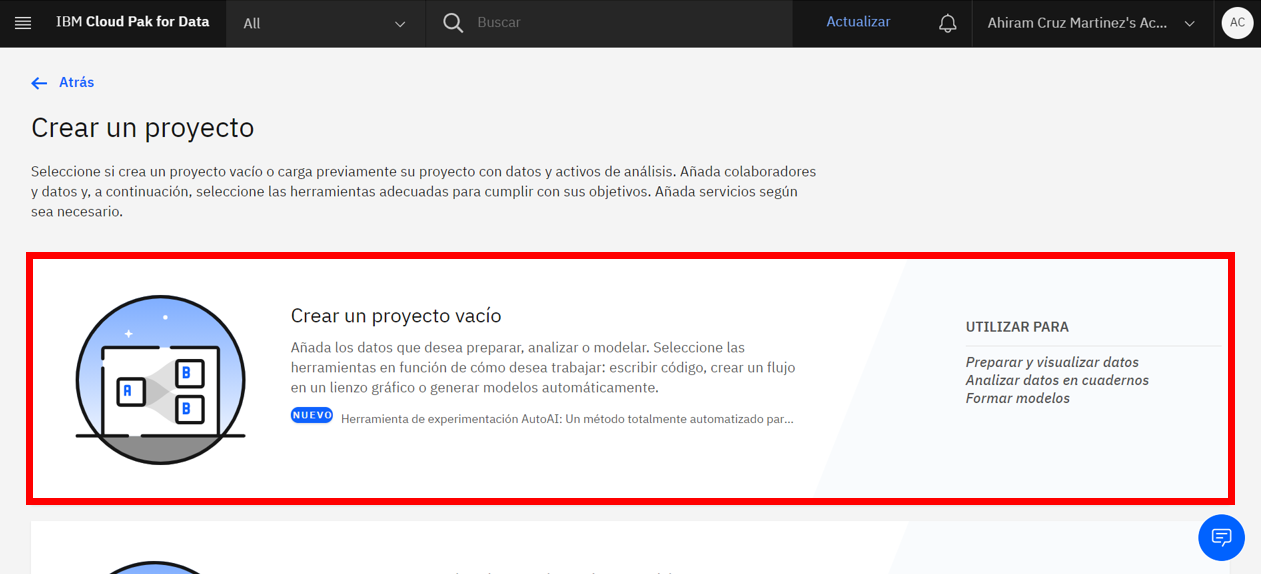 IBM Cloud Pak for Data
All
Buscar
Actualizar
Ahiram Cruz Martinez's Ac...
AC
Atrás
Crear un proyecto
Seleccione si crea un proyecto vacío o carga previamente su proyecto con datos y activos de análisis. Añada colaboradores
y datos y, a continuación, seleccione las herramientas adecuadas para cumplir con sus objetivos. Añada servicios según
sea necesario.
Crear un proyecto vacío
Añada los datos que desea preparar, analizar o modelar. Seleccione las
herramientas en función de cómo desea trabajar: escribir código, crear un flujo
en un lienzo gráfico o generar modelos automáticamente.
NUEVO Herramienta de experimentación AutoAI: Un método totalmente automatizado par...
A
B
B
UTILIZAR PARA
Preparar y visualizar datos
Analizar datos en cuadernos
Formar modelos